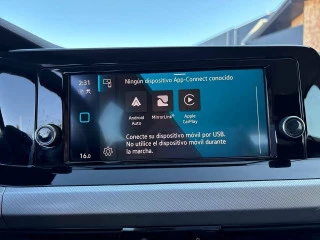 2:31
Ningún dispositivo App-Connect conocido
Android
Auto
MirrorLink®
Apple
CarPlay
Conecte su dispositivo móvil por USB.
No utilice el dispositivo móvil durante
la marcha.
16.0